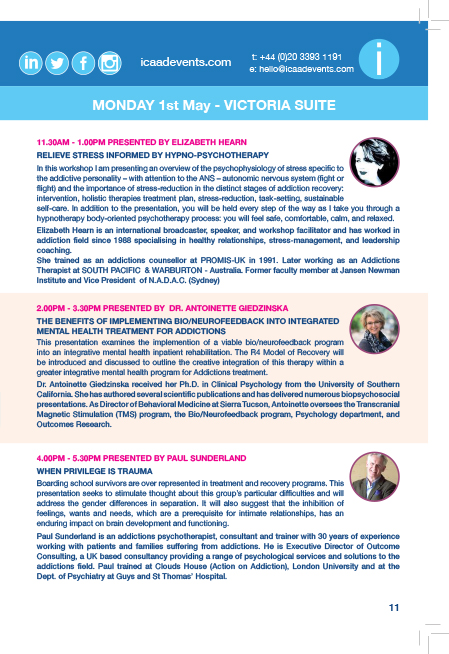 in f
icaadevents.com
t: +44 (0)20 3393 1191
e: hello@icaadevents.com
i
MONDAY 1st May - VICTORIA SUITE
11.30AM - 1.00PM PRESENTED BY ELIZABETH HEARN
RELIEVE STRESS INFORMED BY HYPNO-PSYCHOTHERAPY
In this workshop I am presenting an overview of the psychophysiology of stress specific to
the addictive personality – with attention to the ANS – autonomic nervous system (fight or
flight) and the importance of stress-reduction in the distinct stages of addiction recovery:
intervention, holistic therapies treatment plan, stress-reduction, task-setting, sustainable
self-care. In addition to the presentation, you will be held every step of the way as I take you through a
hypnotherapy body-oriented psychotherapy process: you will feel safe, comfortable, calm, and relaxed.
Elizabeth Hearn is an international broadcaster, speaker, and workshop facilitator and has worked in
addiction field since 1988 specialising in healthy relationships, stress-management, and leadership
coaching.
She trained as an addictions counsellor at PROMIS-UK in 1991. Later working as an Addictions
Therapist at SOUTH PACIFIC & WARBURTON - Australia. Former faculty member at Jansen Newman
Institute and Vice President of N.A.D.A.C. (Sydney)
2.00PM - 3.30PM PRESENTED BY DR. ANTOINETTE GIEDZINSKA
THE BENEFITS OF IMPLEMENTING BIO/NEUROFEEDBACK INTO INTEGRATED
MENTAL HEALTH TREATMENT FOR ADDICTIONS
This presentation examines the implemention of a viable bio/neurofeedback program
into an integrative mental health inpatient rehabilitation. The R4 Model of Recovery will
be introduced and discussed to outline the creative integration of this therapy within a
greater integrative mental health program for Addictions treatment.
Dr. Antoinette Giedzinska received her Ph.D. in Clinical Psychology from the University of Southern
California. She has authored several scientific publications and has delivered numerous biopsychosocial
presentations. As Director of Behavioral Medicine at Sierra Tucson, Antoinette oversees the Transcranial
Magnetic Stimulation (TMS) program, the Bio/Neurofeedback program, Psychology department, and
Outcomes Research.
4.00PM - 5.30PM PRESENTED BY PAUL SUNDERLAND
WHEN PRIVILEGE IS TRAUMA
Boarding school survivors are over represented in treatment and recovery programs. This
presentation seeks to stimulate thought about this group's particular difficulties and will
address the gender differences in separation. It will also suggest that the inhibition of
feelings, wants and needs, which are a prerequisite for intimate relationships, has an
enduring impact on brain development and functioning.
Paul Sunderland is an addictions psychotherapist, consultant and trainer with 30 years of experience
working with patients and families suffering from addictions. He is Executive Director of Outcome
Consulting, a UK based consultancy providing a range of psychological services and solutions to the
addictions field. Paul trained at Clouds House (Action on Addiction), London University and at the
Dept. of Psychiatry at Guys and St Thomas' Hospital.
11